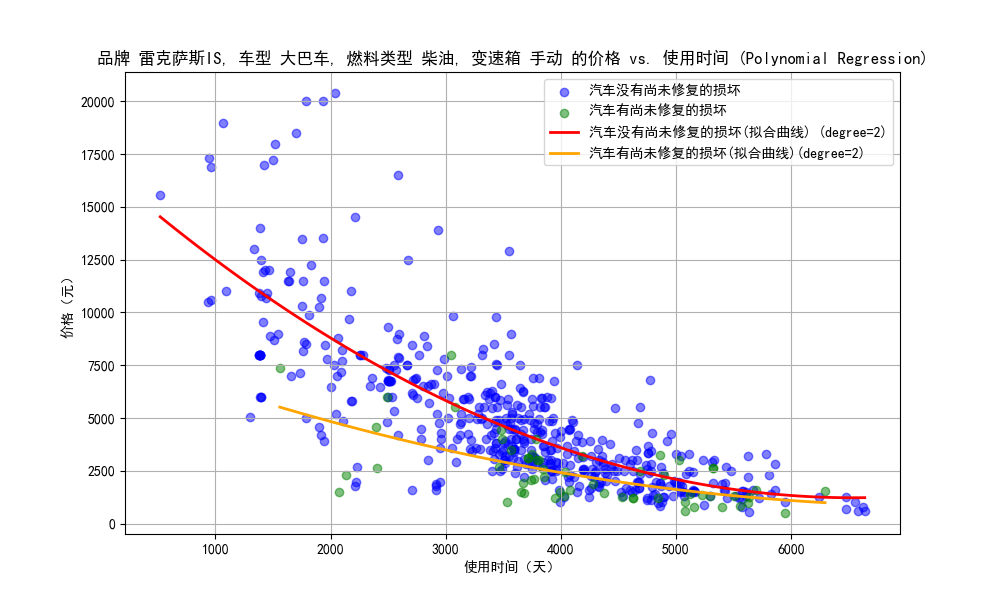 品牌 雷克萨斯IS, 车型 大巴车, 燃料类型 柴油, 变速箱 手动 的价格 vs. 使用时间 (Polynomial Regression)
汽车没有尚未修复的损坏
汽车有尚未修复的损坏
汽车没有尚未修复的损坏(拟合曲线) (degree=2)
汽车有尚未修复的损坏(拟合曲线)(degree=2)
价格（元）
20000
17500
15000
12500
10000
7500
5000
2500
0
1000 2000 3000 4000 5000 6000
使用时间（天）